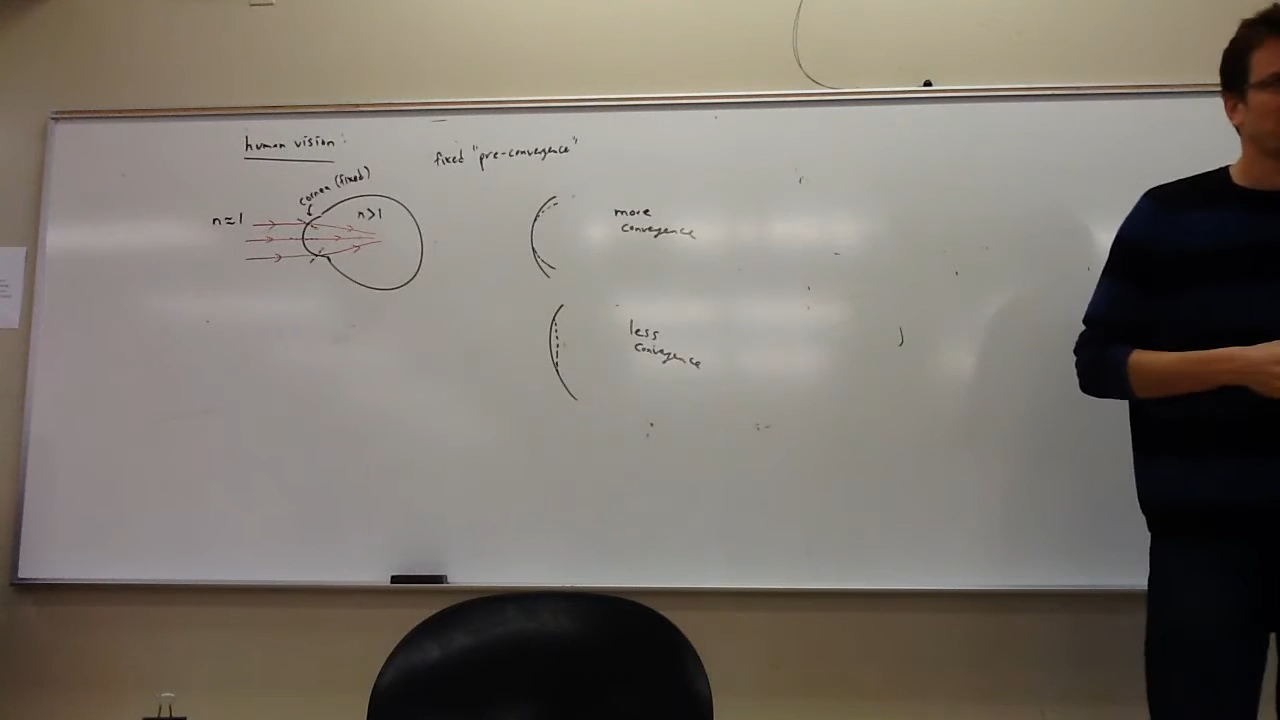 human vision:
fixed "pre-convergence"
cornea (fixed)
n≈1
n>1
more
convergence
less
convergence